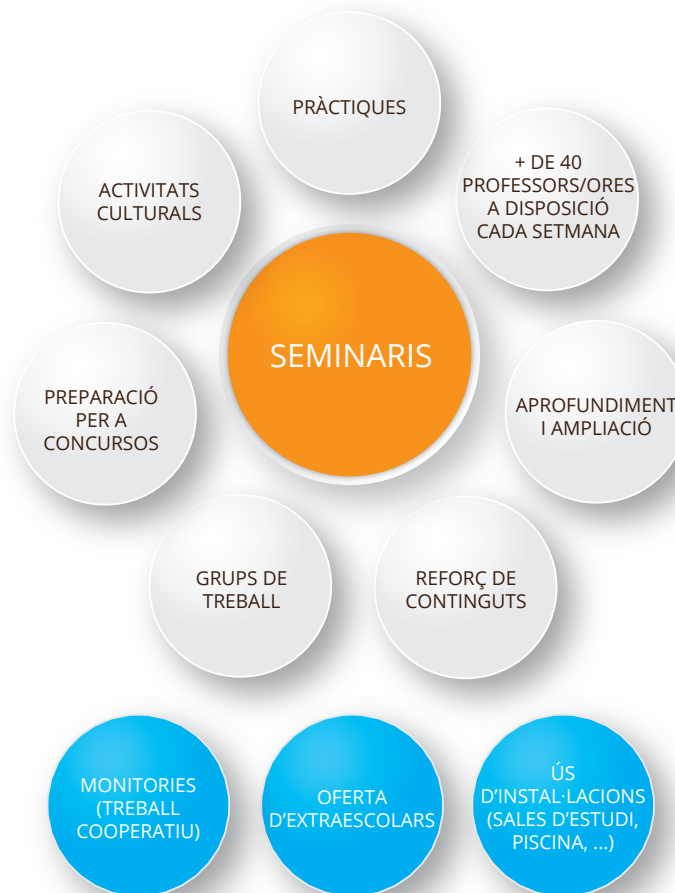 PRÀCTIQUES
ACTIVITATS
CULTURALS
+ DE 40
PROFESSORS/ORES
A DISPOSICIÓ
CADA SETMANA
SEMINARIS
PREPARACIÓ
PER A
CONCURSOS
APROFUNDIMENT
I AMPLIACIÓ
GRUPS DE
TREBALL
REFORÇ DE
CONTINGUTS
MONITORIES
(TREBALL
COOPERATIU)
OFERTA
D’EXTRAESCOLARS
ÚS
D’INSTAL·LACIONS
(SALES D’ESTUDI,
PISCINA, ...)